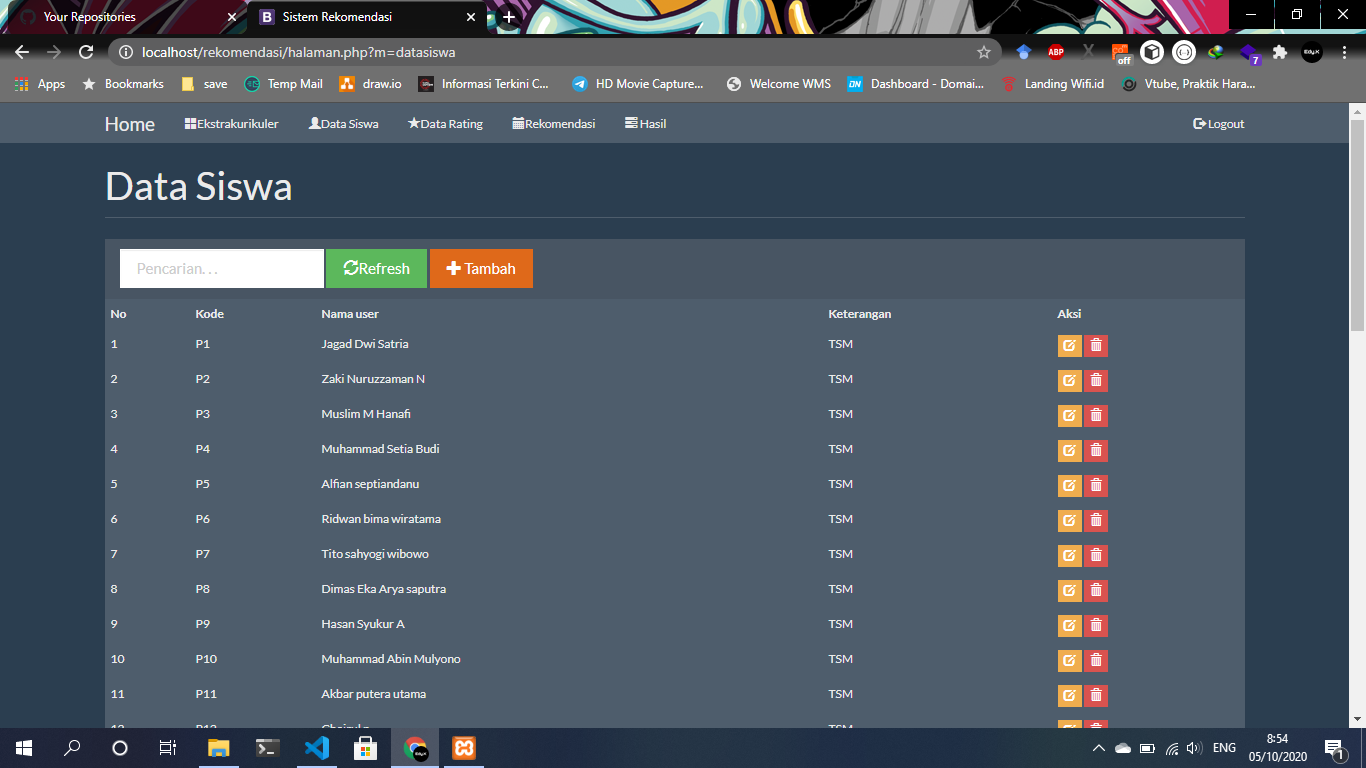 Your Repositories
Sistem Rekomendasi
localhost/rekomendasi/halaman.php?m=datasiswa
ABP
off
7
Edy.X
Apps
Bookmarks
save
Temp Mail
draw.io
Informasi Terkini C...
HD Movie Capture...
Welcome WMS
DN
Dashboard - Domai...
Landing Wifi.id
Vtube, Praktik Hara...
Home Ekstrakurikuler Data Siswa Data Rating Rekomendasi Hasil Logout
Data Siswa
Pencarian... Refresh Tambah
No Kode Nama user Keterangan Aksi
1 P1 Jagad Dwi Satria TSM
2 P2 Zaki Nuruzzaman N TSM
3 P3 Muslim M Hanafi TSM
4 P4 Muhammad Setia Budi TSM
5 P5 Alfian septiandanu TSM
6 P6 Ridwan bima wiratama TSM
7 P7 Tito sahyogi wibowo TSM
8 P8 Dimas Eka Arya saputra TSM
9 P9 Hasan Syukur A TSM
10 P10 Muhammad Abin Mulyono TSM
11 P11 Akbar putera utama TSM
ENG
8:54
05/10/2020
1